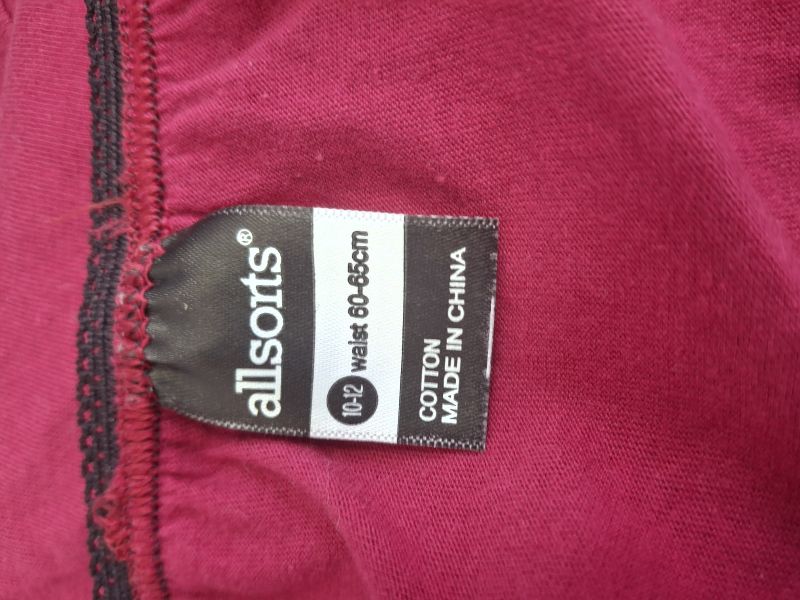 allsorts®
10-12 waist 60-65cm
COTTON
MADE IN CHINA